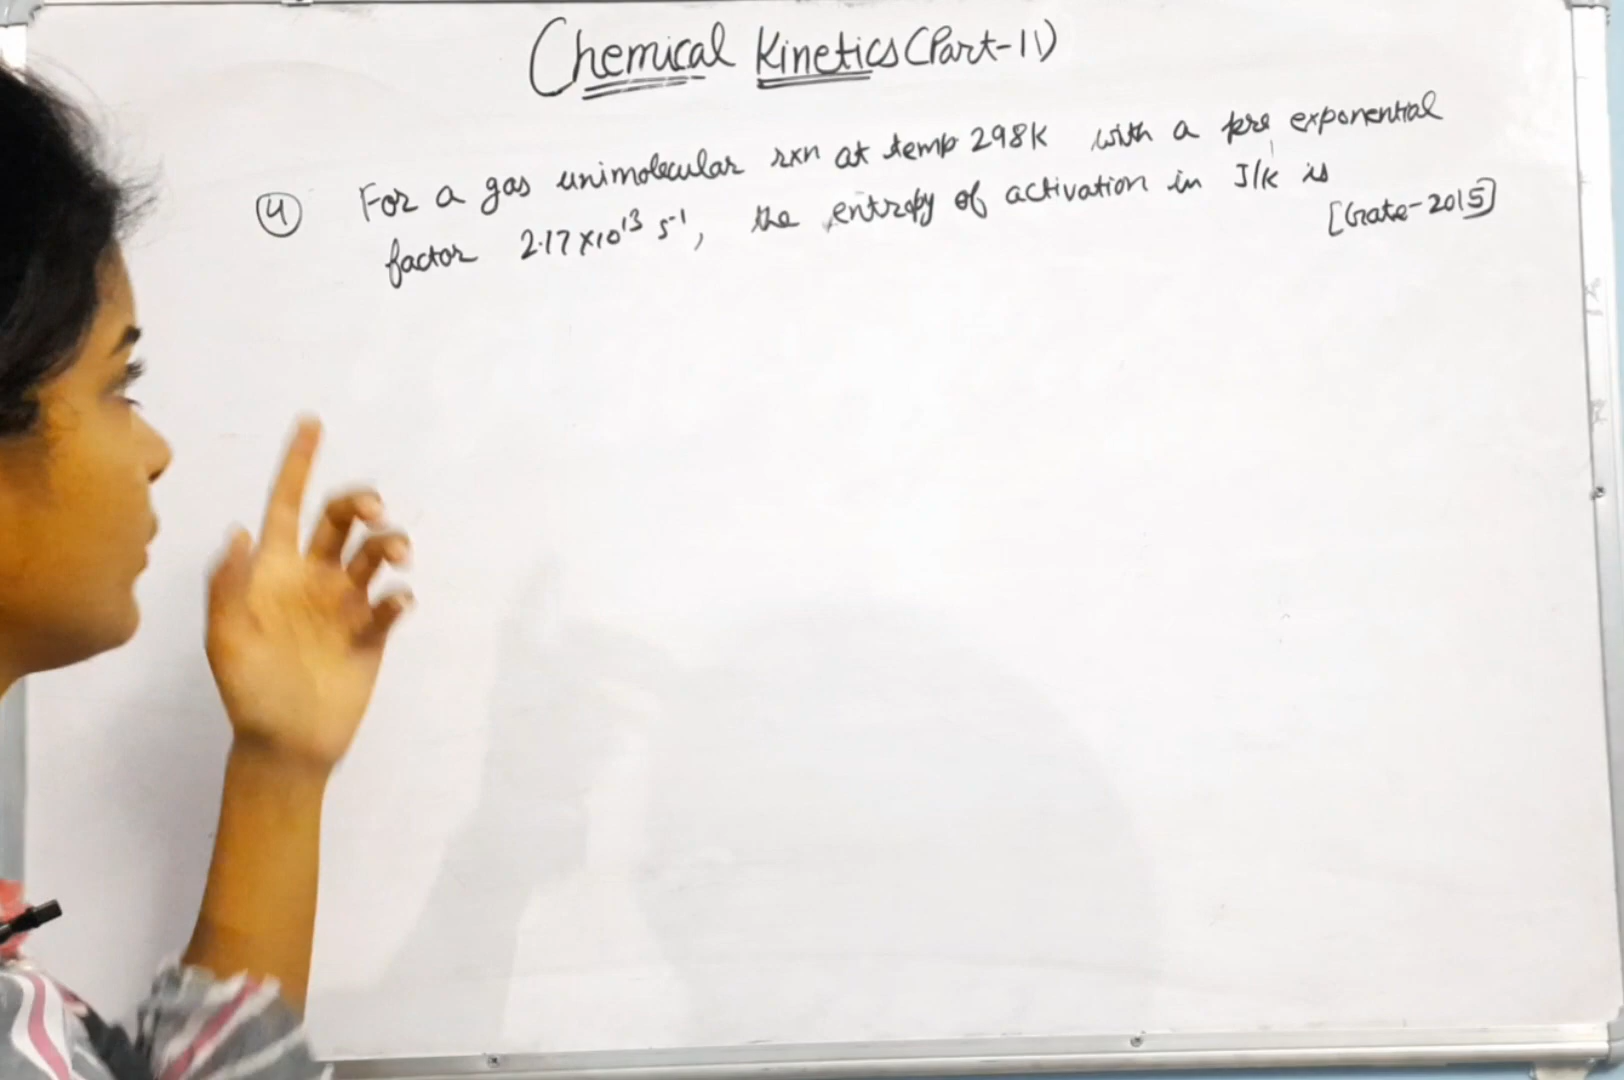 Chemical Kinetics (Part-11)
(4) For a gas unimolecular rxn at temp 298K with a pre exponential
factor 2.17×10¹³ s⁻¹, the entropy of activation in J/K is
[Gate-2015]